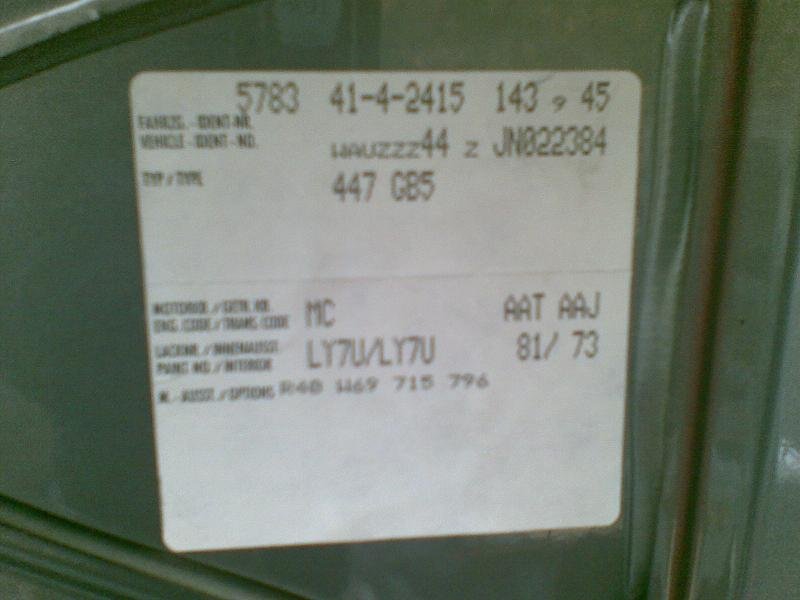 5783 41-4-2415 143 9 45
FAHRZG.-IDENT-NR.
VEHICLE-IDENT-NO. WAUZZZ44 Z JN022384
TYP/TYPE 447 GB5
MOTORKB./GETR.KB.
ENG.CODE/TRANS.CODE MC AAT AAJ
LACKNR./INNENAUSST.
PAINT NO./INTERIOR LY7U/LY7U 81/ 73
M.-AUSST./OPTIONS R4B W69 715 796